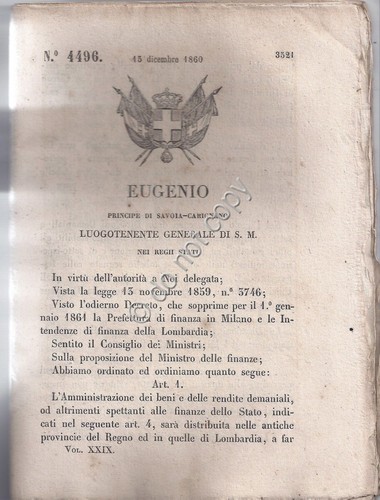 N.° 4496.
15 dicembre 1860
3521
EUGENIO
PRINCIPE DI SAVOIA-CARIGNANO
LUOGOTENENTE GENERALE DI S. M.
NEI REGII STATI
In virtù dell'autorità a Noi delegata;
Vista la legge 13 novembre 1859, n.° 3746;
Visto l'odierno Decreto, che sopprime per il 1.° gen-
naio 1861 la Prefettura di finanza in Milano e le In-
tendenze di finanza della Lombardia;
Sentito il Consiglio dei Ministri;
Sulla proposizione del Ministro delle finanze;
Abbiamo ordinato ed ordiniamo quanto segue:
Art. 1.
L'Amministrazione dei beni e delle rendite demaniali,
od altrimenti spettanti alle finanze dello Stato, indi-
cati nel seguente art. 4, sarà distribuita nelle antiche
provincie del Regno ed in quelle di Lombardia, a far
VOL. XXIX.
do not copy